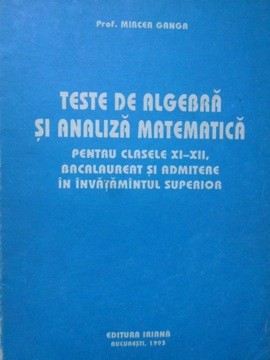 Prof. MIRCEA GANGA
TESTE DE ALGEBRĂ
ȘI ANALIZĂ MATEMATICĂ
PENTRU CLASELE XI-XII,
BACALAUREAT ȘI ADMITERE
ÎN ÎNVĂȚĂMÎNTUL SUPERIOR
EDITURA IRIANA
BUCUREȘTI, 1993